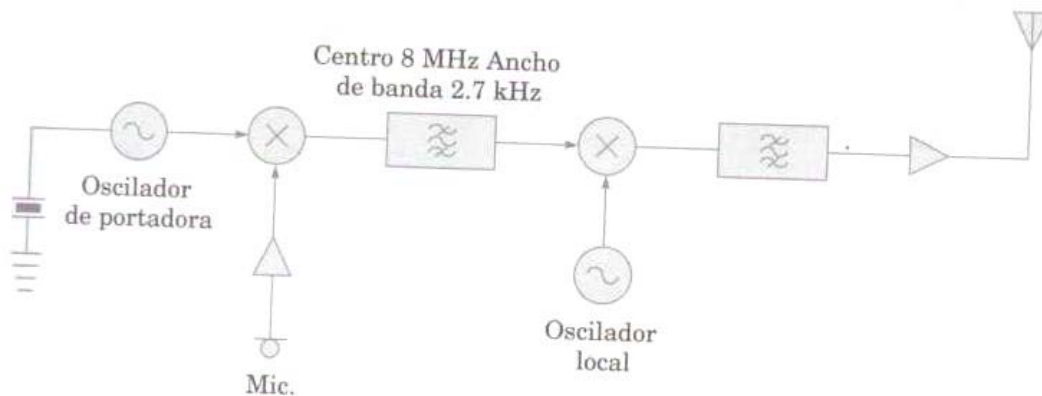 Centro 8 MHz Ancho
de banda 2.7 kHz
Oscilador
de portadora
Oscilador
local
Mic.